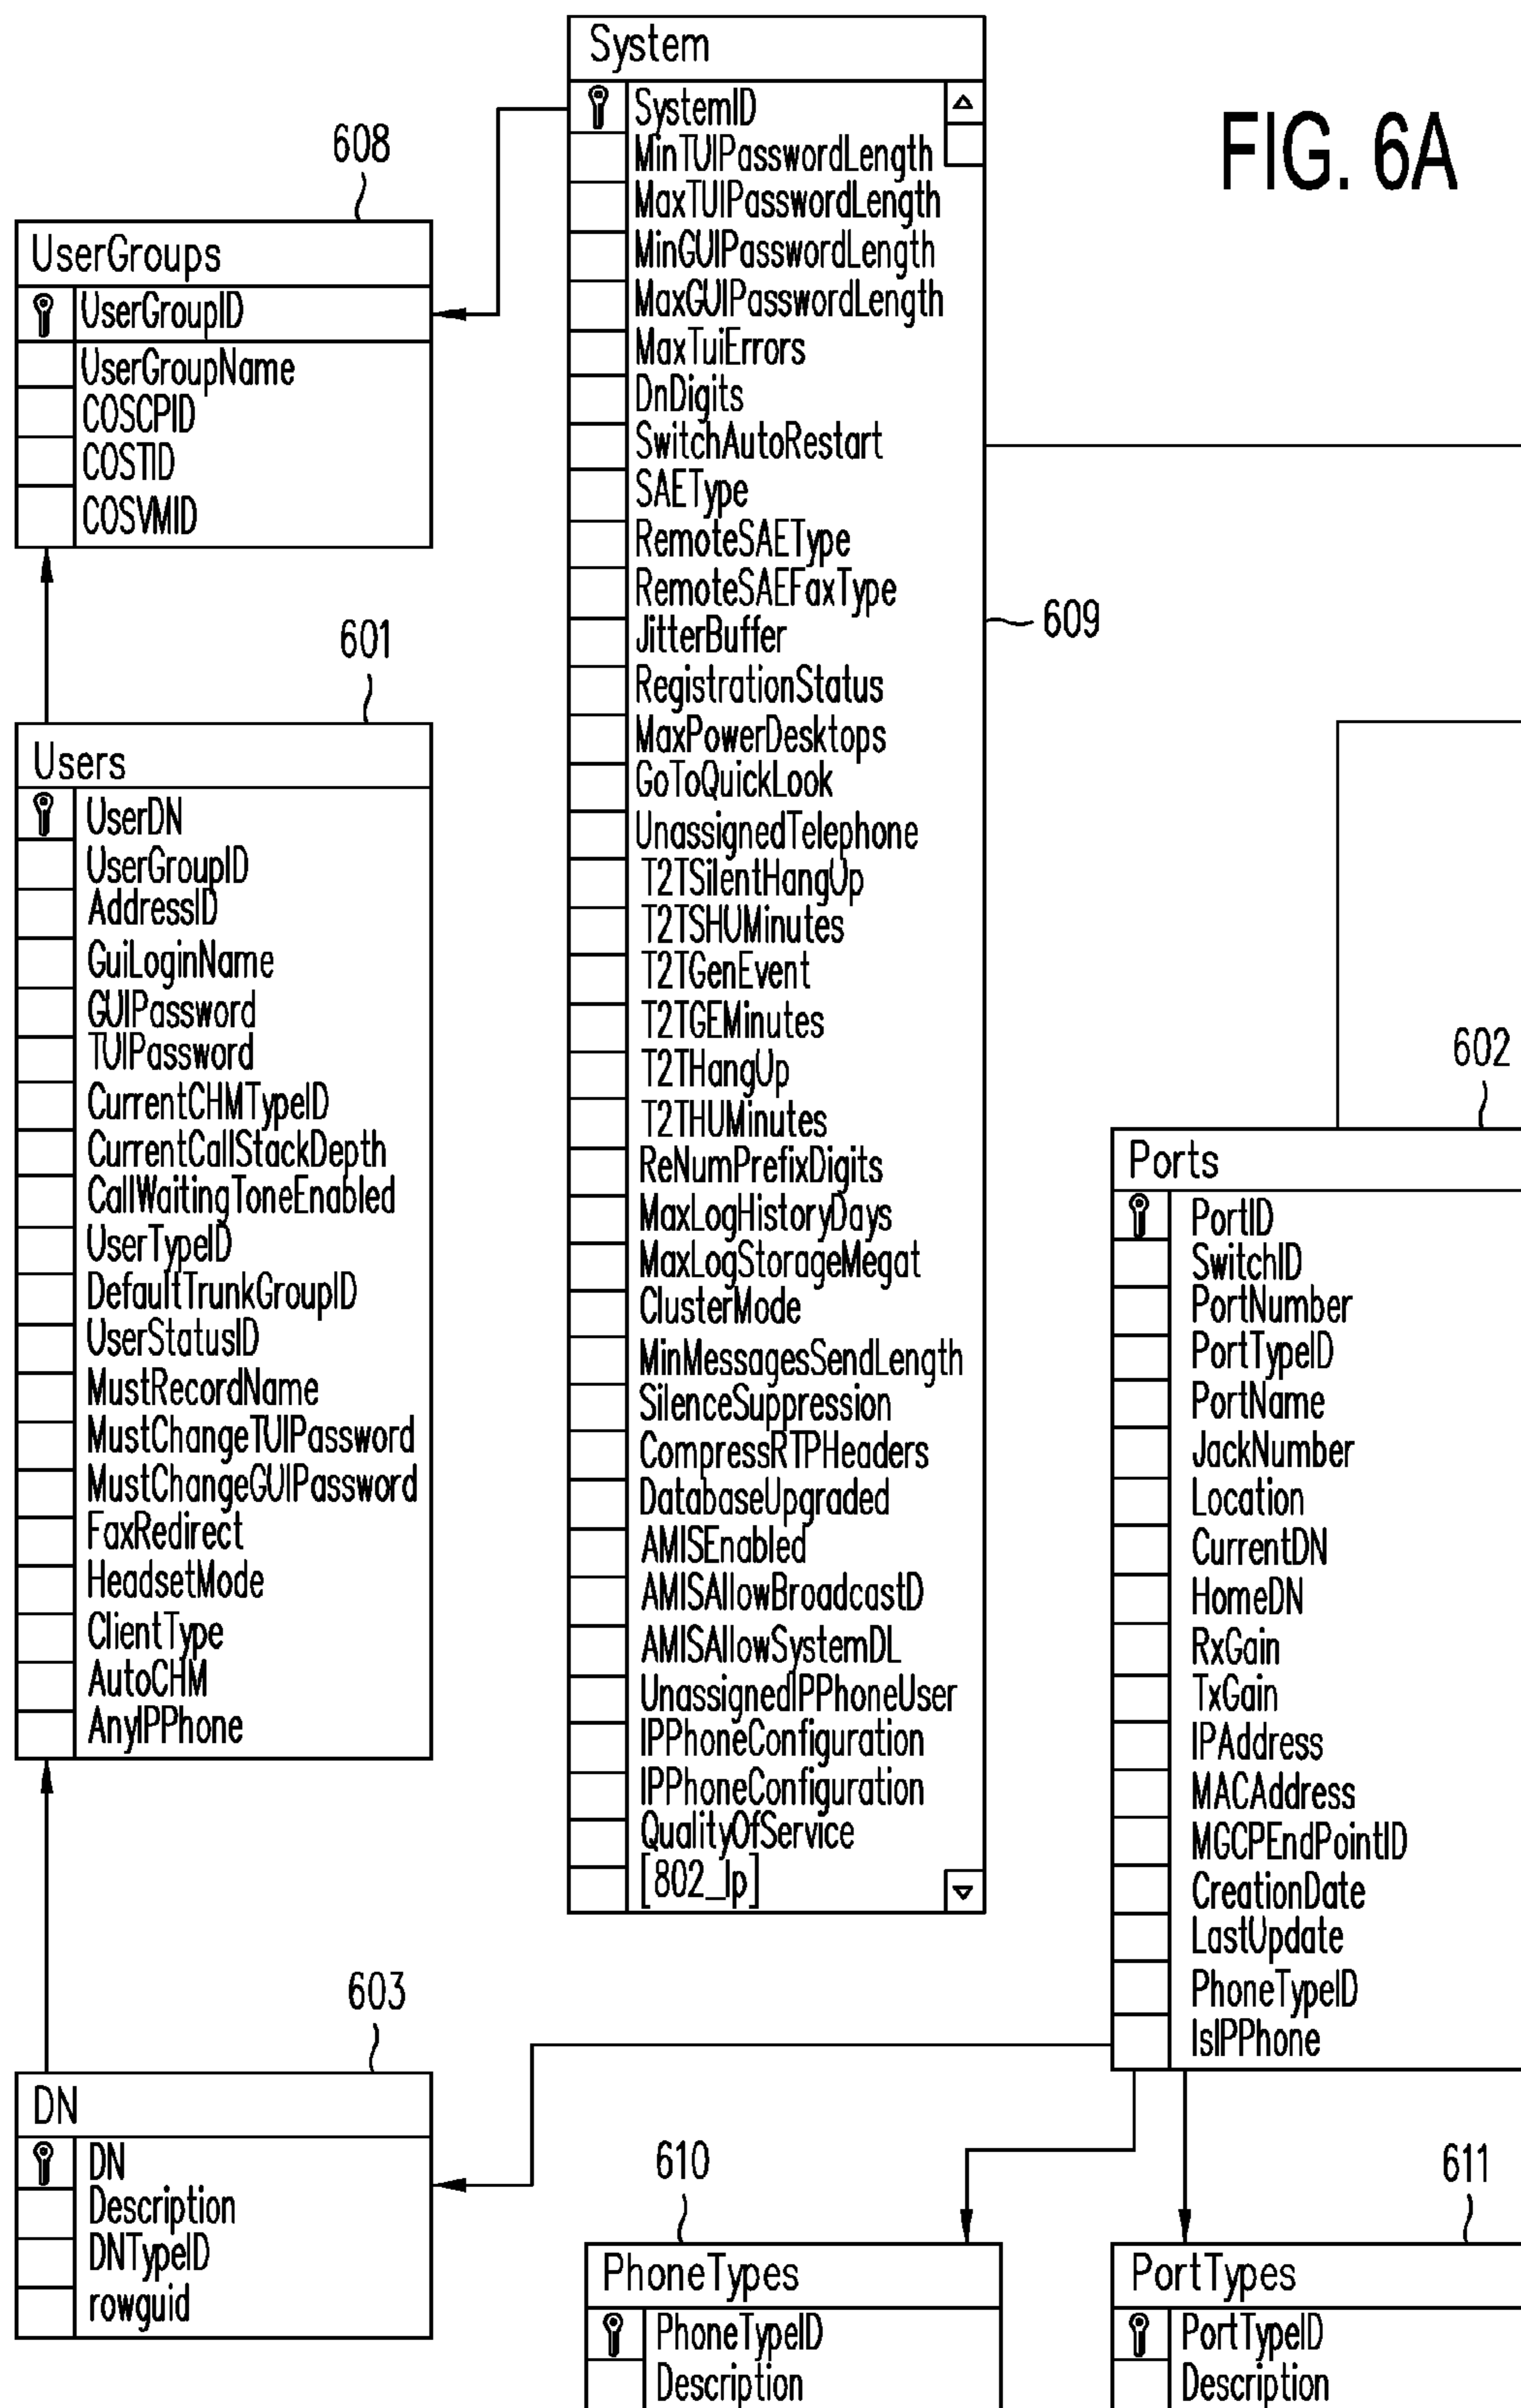 FIG. 6A
608
UserGroups
UserGroupID
UserGroupName
COSCPID
COSTID
COSVMID
601
Users
UserDN
UserGroupID
AddressID
GuiLoginName
GUIPassword
TUIPassword
CurrentCHMTypeID
CurrentCallStackDepth
CallWaitingToneEnabled
UserTypeID
DefaultTrunkGroupID
UserStatusID
MustRecordName
MustChangeTUIPassword
MustChangeGUIPassword
FaxRedirect
HeadsetMode
ClientType
AutoCHM
AnyIPPhone
603
DN
DN
Description
DNTypeID
rowguid
System
SystemID
MinTUIPasswordLength
MaxTUIPasswordLength
MinGUIPasswordLength
MaxGUIPasswordLength
MaxTuiErrors
DnDigits
SwitchAutoRestart
SAEType
RemoteSAEType
RemoteSAEFaxType
JitterBuffer
RegistrationStatus
MaxPowerDesktops
GoToQuickLook
UnassignedTelephone
T2TSilentHangUp
T2TSHUMinutes
T2TGenEvent
T2TGEMinutes
T2THangUp
T2THUMinutes
ReNumPrefixDigits
MaxLogHistoryDays
MaxLogStorageMegat
ClusterMode
MinMessagesSendLength
SilenceSuppression
CompressRTPHeaders
DatabaseUpgraded
AMISEnabled
AMISAllowBroadcastD
AMISAllowSystemDL
UnassignedIPPhoneUser
IPPhoneConfiguration
IPPhoneConfiguration
QualityOfService
[802_lp]
609
602
Ports
PortID
SwitchID
PortNumber
PortTypeID
PortName
JackNumber
Location
CurrentDN
HomeDN
RxGain
TxGain
IPAddress
MACAddress
MGCPEndPointID
CreationDate
LastUpdate
PhoneTypeID
IsIPPhone
610
PhoneTypes
PhoneTypeID
Description
611
PortTypes
PortTypeID
Description